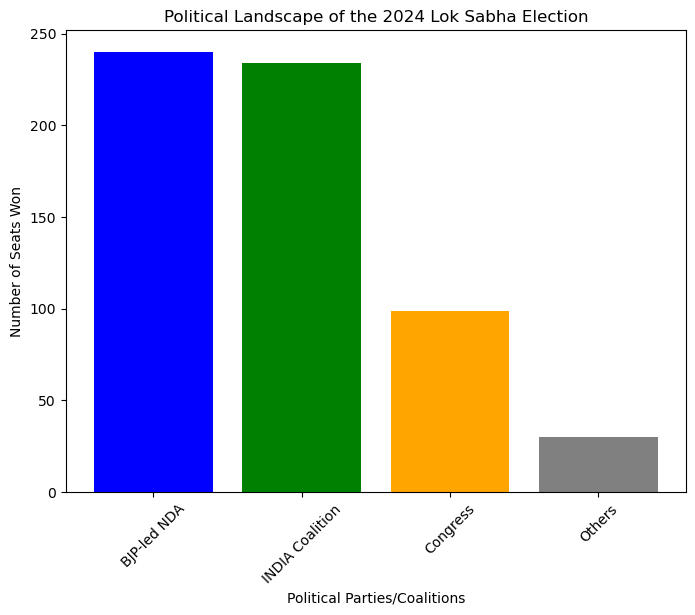 Political Landscape of the 2024 Lok Sabha Election
Number of Seats Won
250
200
150
100
50
0
BJP-led NDA
INDIA Coalition
Congress
Others
Political Parties/Coalitions